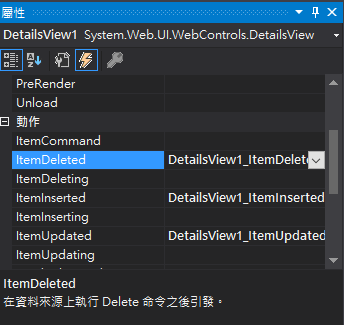 屬性
DetailsView1 System.Web.UI.WebControls.DetailsView
PreRender
Unload
動作
ItemCommand
ItemDeleted DetailsView1_ItemDelete
ItemDeleting
ItemInserted DetailsView1_ItemInserted
ItemInserting
ItemUpdated DetailsView1_ItemUpdated
ItemUpdating
ItemDeleted
在資料來源上執行 Delete 命令之後引發。